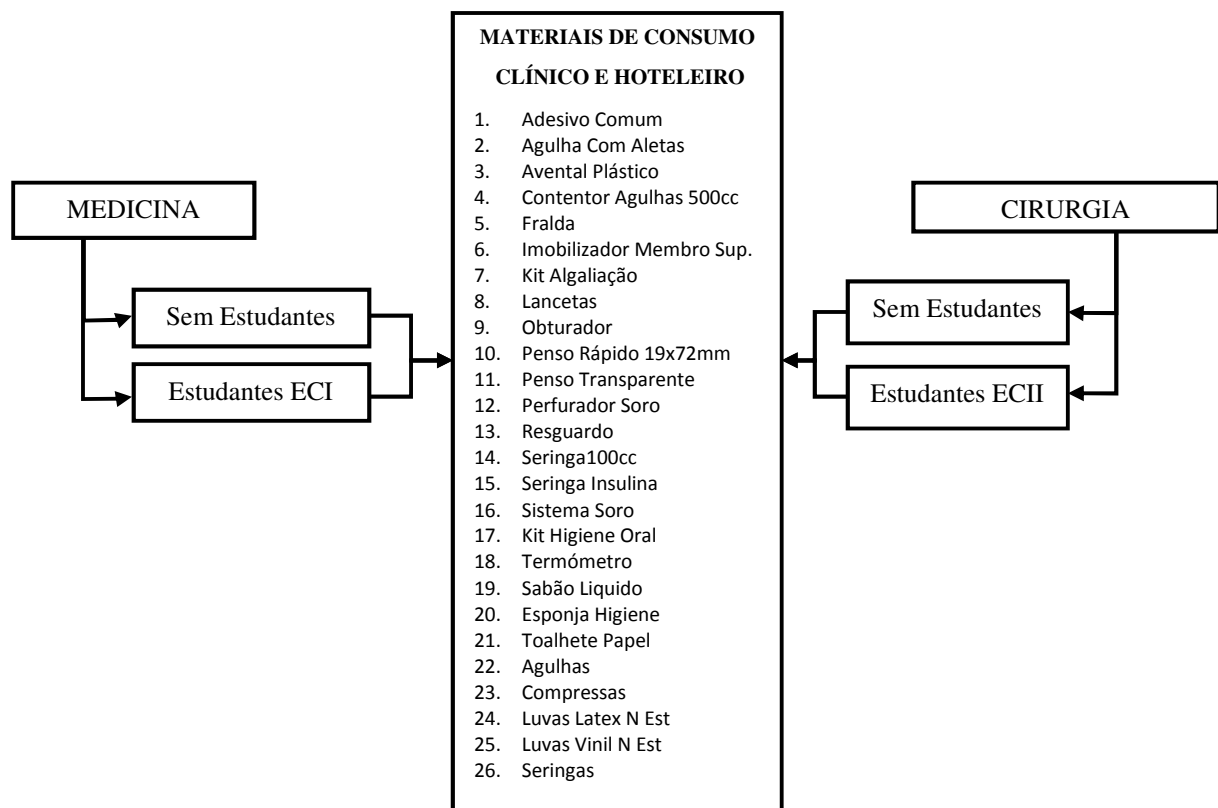 MATERIAIS DE CONSUMO
CLÍNICO E HOTELEIRO
1. Adesivo Comum
2. Agulha Com Aletas
3. Avental Plástico
4. Contentor Agulhas 500cc
5. Fralda
6. Imobilizador Membro Sup.
7. Kit Algaliação
8. Lancetas
9. Obturador
10. Penso Rápido 19x72mm
11. Penso Transparente
12. Perfurador Soro
13. Resguardo
14. Seringa100cc
15. Seringa Insulina
16. Sistema Soro
17. Kit Higiene Oral
18. Termómetro
19. Sabão Liquido
20. Esponja Higiene
21. Toalhete Papel
22. Agulhas
23. Compressas
24. Luvas Latex N Est
25. Luvas Vinil N Est
26. Seringas
MEDICINA
Sem Estudantes
Estudantes ECI
CIRURGIA
Sem Estudantes
Estudantes ECII